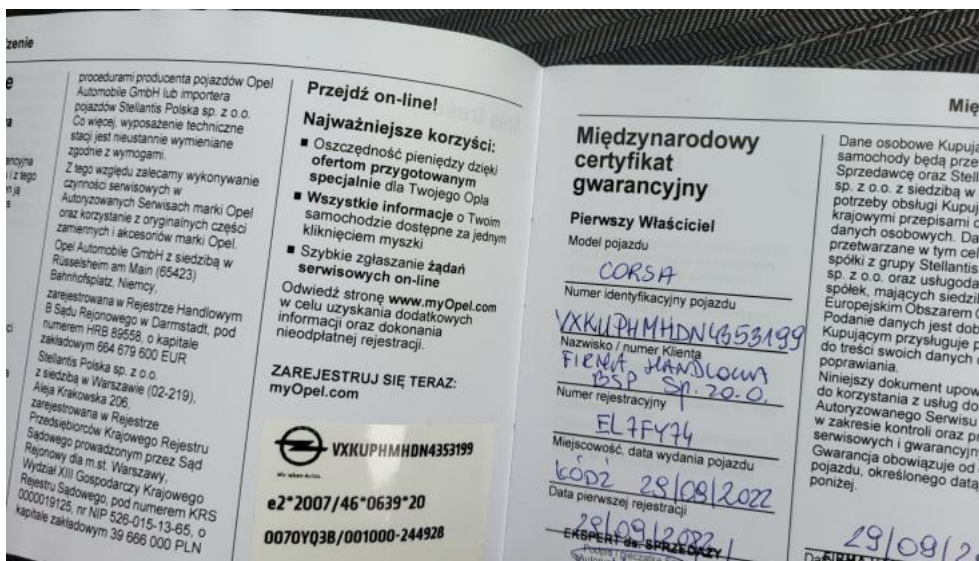 zenie
procedurami producenta pojazdów Opel
Automobile GmbH lub importera
pojazdów Stellantis Polska sp. z o.o.
Co więcej, wyposażenie techniczne
stacji jest nieustannie wymieniane
zgodnie z wymogami.
Z tego względu zalecamy wykonywanie
czynności serwisowych w
Autoryzowanych Serwisach marki Opel
oraz korzystanie z oryginalnych części
zamiennych i akcesoriów marki Opel.
Opel Automobile GmbH z siedzibą w
Rüsselsheim am Main (65423)
Bahnhofsplatz, Niemcy,
zarejestrowana w Rejestrze Handlowym
B Sądu Rejonowego w Darmstadt, pod
numerem HRB 89558, o kapitale
zakładowym 664 679 600 EUR
Stellantis Polska sp. z o.o.
z siedzibą w Warszawie (02-219),
Aleja Krakowska 206,
zarejestrowana w Rejestrze
Przedsiębiorców Krajowego Rejestru
Sądowego prowadzonym przez Sąd
Rejonowy dla m.st. Warszawy,
Wydział XIII Gospodarczy Krajowego
Rejestru Sądowego, pod numerem KRS
0000019125, nr NIP 526-015-13-65, o
kapitale zakładowym 39 666 000 PLN
Przejdź on-line!
Najważniejsze korzyści:
■ Oszczędność pieniędzy dzięki
ofertom przygotowanym
specjalnie dla Twojego Opla
■ Wszystkie informacje o Twoim
samochodzie dostępne za jednym
kliknięciem myszki
■ Szybkie zgłaszanie żądań
serwisowych on-line
Odwiedź stronę www.myOpel.com
w celu uzyskania dodatkowych
informacji oraz dokonania
nieodpłatnej rejestracji.
ZAREJESTRUJ SIĘ TERAZ:
myOpel.com
VXKUPHMHDN4353199
Wir leben Autos.
e2*2007/46*0639*20
0070YQ3B/001000-244928
Mię
Międzynarodowy
certyfikat
gwarancyjny
Pierwszy Właściciel
Model pojazdu
CORSA
Numer identyfikacyjny pojazdu
VXKUPHMHDN4353199
Nazwisko / numer Klienta
FIRMA HANDLOWA
BSP Sp. zo.o.
Numer rejestracyjny
EL7FY74
Miejscowość, data wydania pojazdu
ŁÓDŹ 29/09/2022
Data pierwszej rejestracji
29/09/2022
EKSPERT ds. SPRZEDAŻY
Dane osobowe Kupują
samochody będą prze
Sprzedawcę oraz Stell
sp. z o.o. z siedzibą w
potrzeby obsługi Kupuj
krajowymi przepisami o
danych osobowych. Da
przetwarzane w tym cel
spółki z grupy Stellantis
sp. z o.o. oraz usługoda
spółek, mających siedzi
Europejskim Obszarem
Podanie danych jest do
Kupującym przysługuje p
do treści swoich danych
poprawiania.
Niniejszy dokument upow
do korzystania z usług do
Autoryzowanego Serwisu
w zakresie kontroli oraz p
serwisowych i gwarancyjn
Gwarancja obowiązuje od
pojazdu, określonego datą
poniżej.
29/09/2